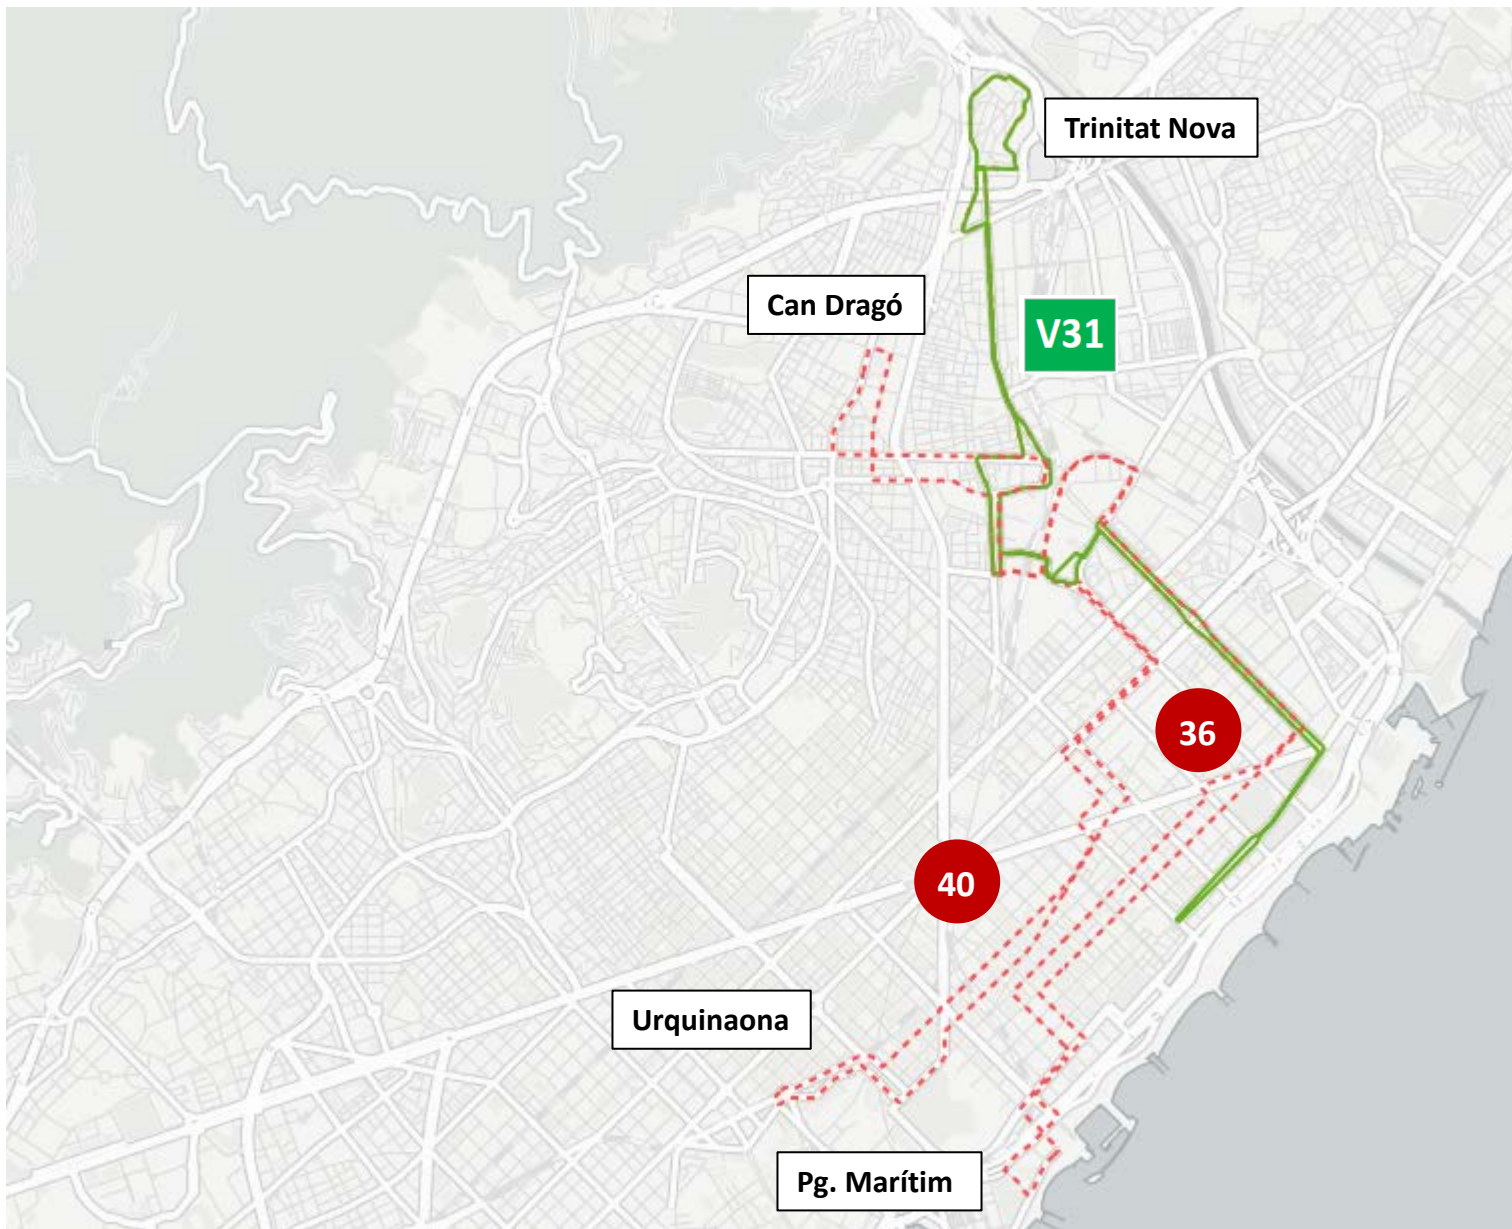 Trinitat Nova
Can Dragó
V31
36
40
Urquinaona
Pg. Marítim